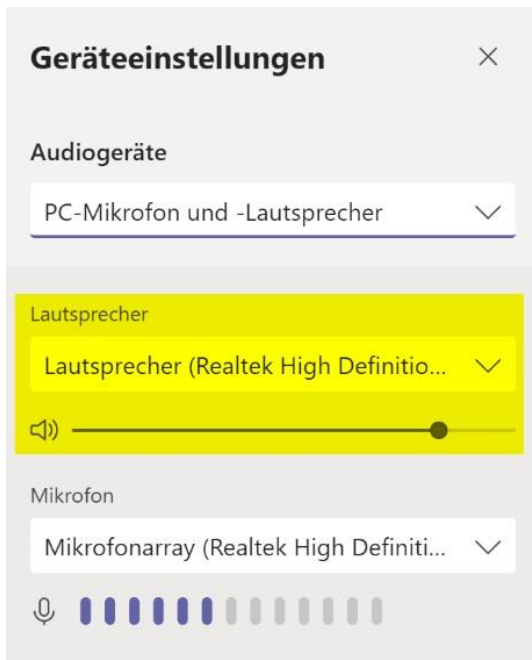 Geräteeinstellungen
Audiogeräte
PC-Mikrofon und -Lautsprecher
Lautsprecher
Lautsprecher (Realtek High Definitio...
Mikrofon
Mikrofonarray (Realtek High Definiti...